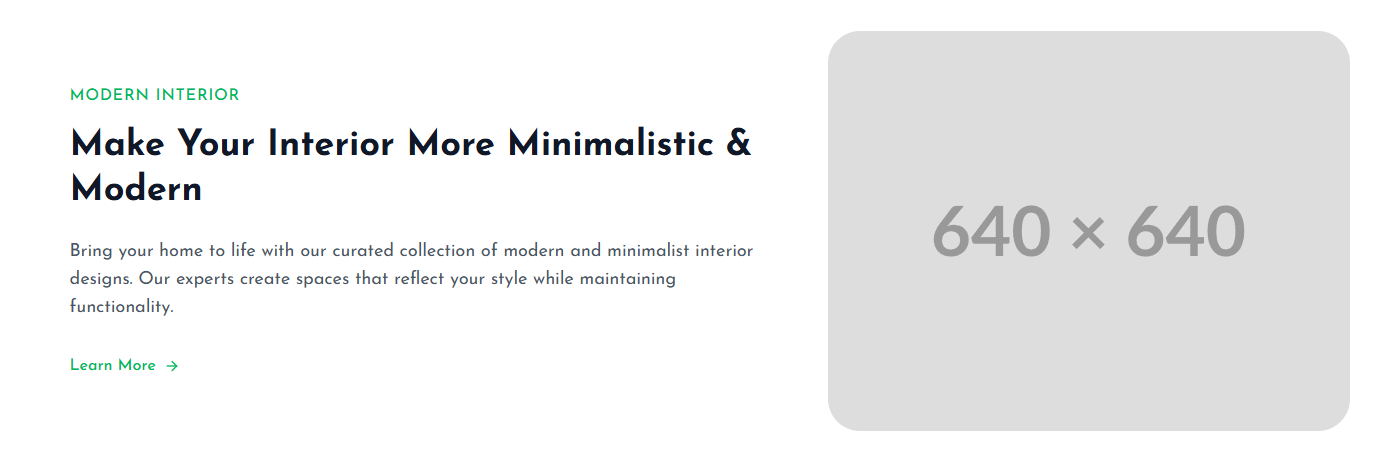 MODERN INTERIOR
Make Your Interior More Minimalistic &
Modern
Bring your home to life with our curated collection of modern and minimalist interior
designs. Our experts create spaces that reflect your style while maintaining
functionality.
Learn More →
640 × 640